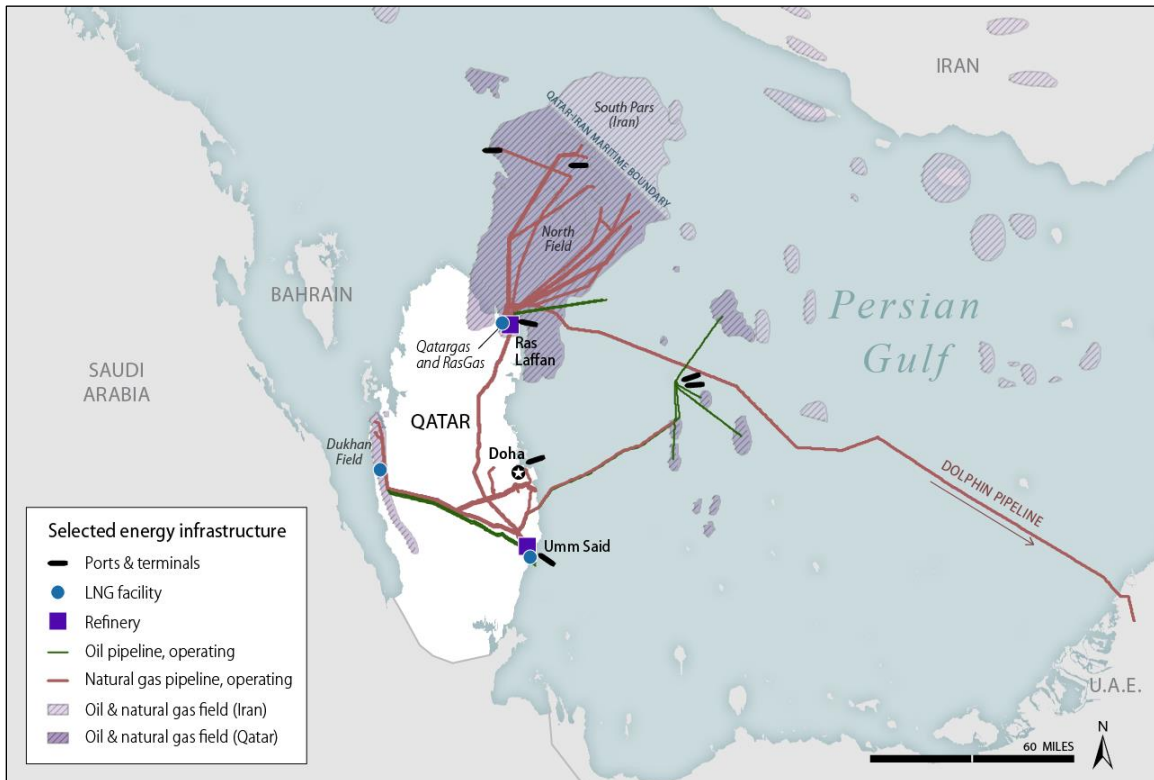 IRAN
South Pars
(Iran)
QATAR-IRAN MARITIME BOUNDARY
North
Field
BAHRAIN
Persian
Gulf
Qatargas
and RasGas
Ras
Laffan
SAUDI
ARABIA
QATAR
Dukhan
Field
Doha
DOLPHIN PIPELINE
Umm Said
Selected energy infrastructure
Ports & terminals
LNG facility
Refinery
Oil pipeline, operating
Natural gas pipeline, operating
Oil & natural gas field (Iran)
Oil & natural gas field (Qatar)
U.A.E.
60 MILES
N